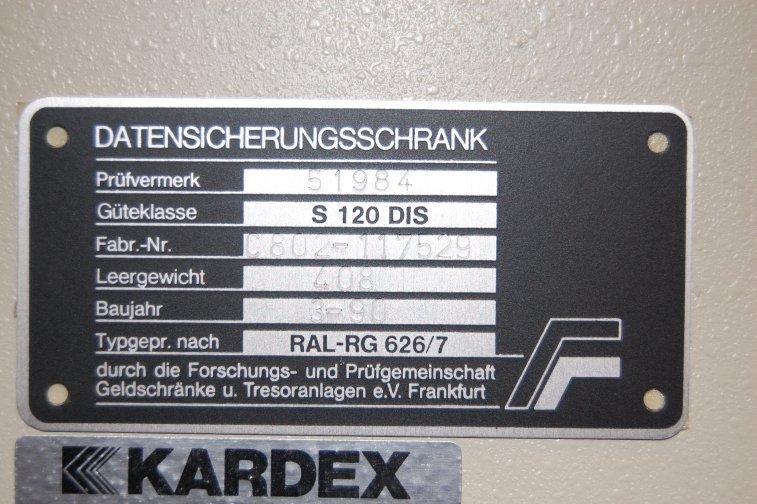 DATENSICHERUNGSSCHRANK
Prüfvermerk 51984
Güteklasse S 120 DIS
Fabr.-Nr. C802-117529
Leergewicht 408
Baujahr 3-90
Typgepr. nach RAL-RG 626/7
durch die Forschungs- und Prüfgemeinschaft
Geldschränke u. Tresoranlagen e.V. Frankfurt
KARDEX